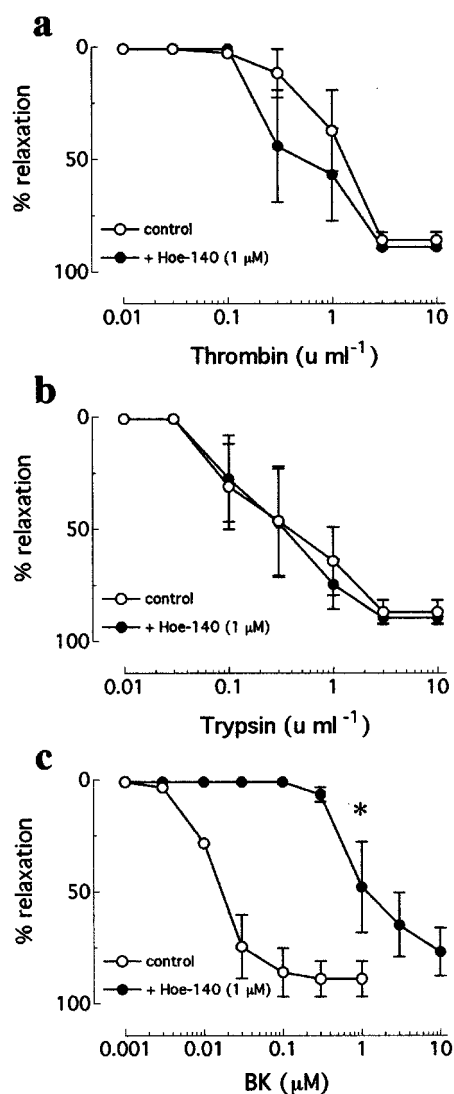 a
0
50
100
% relaxation
control
+ Hoe-140 (1 μM)
0.01 0.1 1 10
Thrombin (u ml⁻¹)
b
0
50
100
% relaxation
control
+ Hoe-140 (1 μM)
0.01 0.1 1 10
Trypsin (u ml ⁻¹)
c
0
50
100
% relaxation
*
control
+ Hoe-140 (1 μM)
0.001 0.01 0.1 1 10
BK (μM)